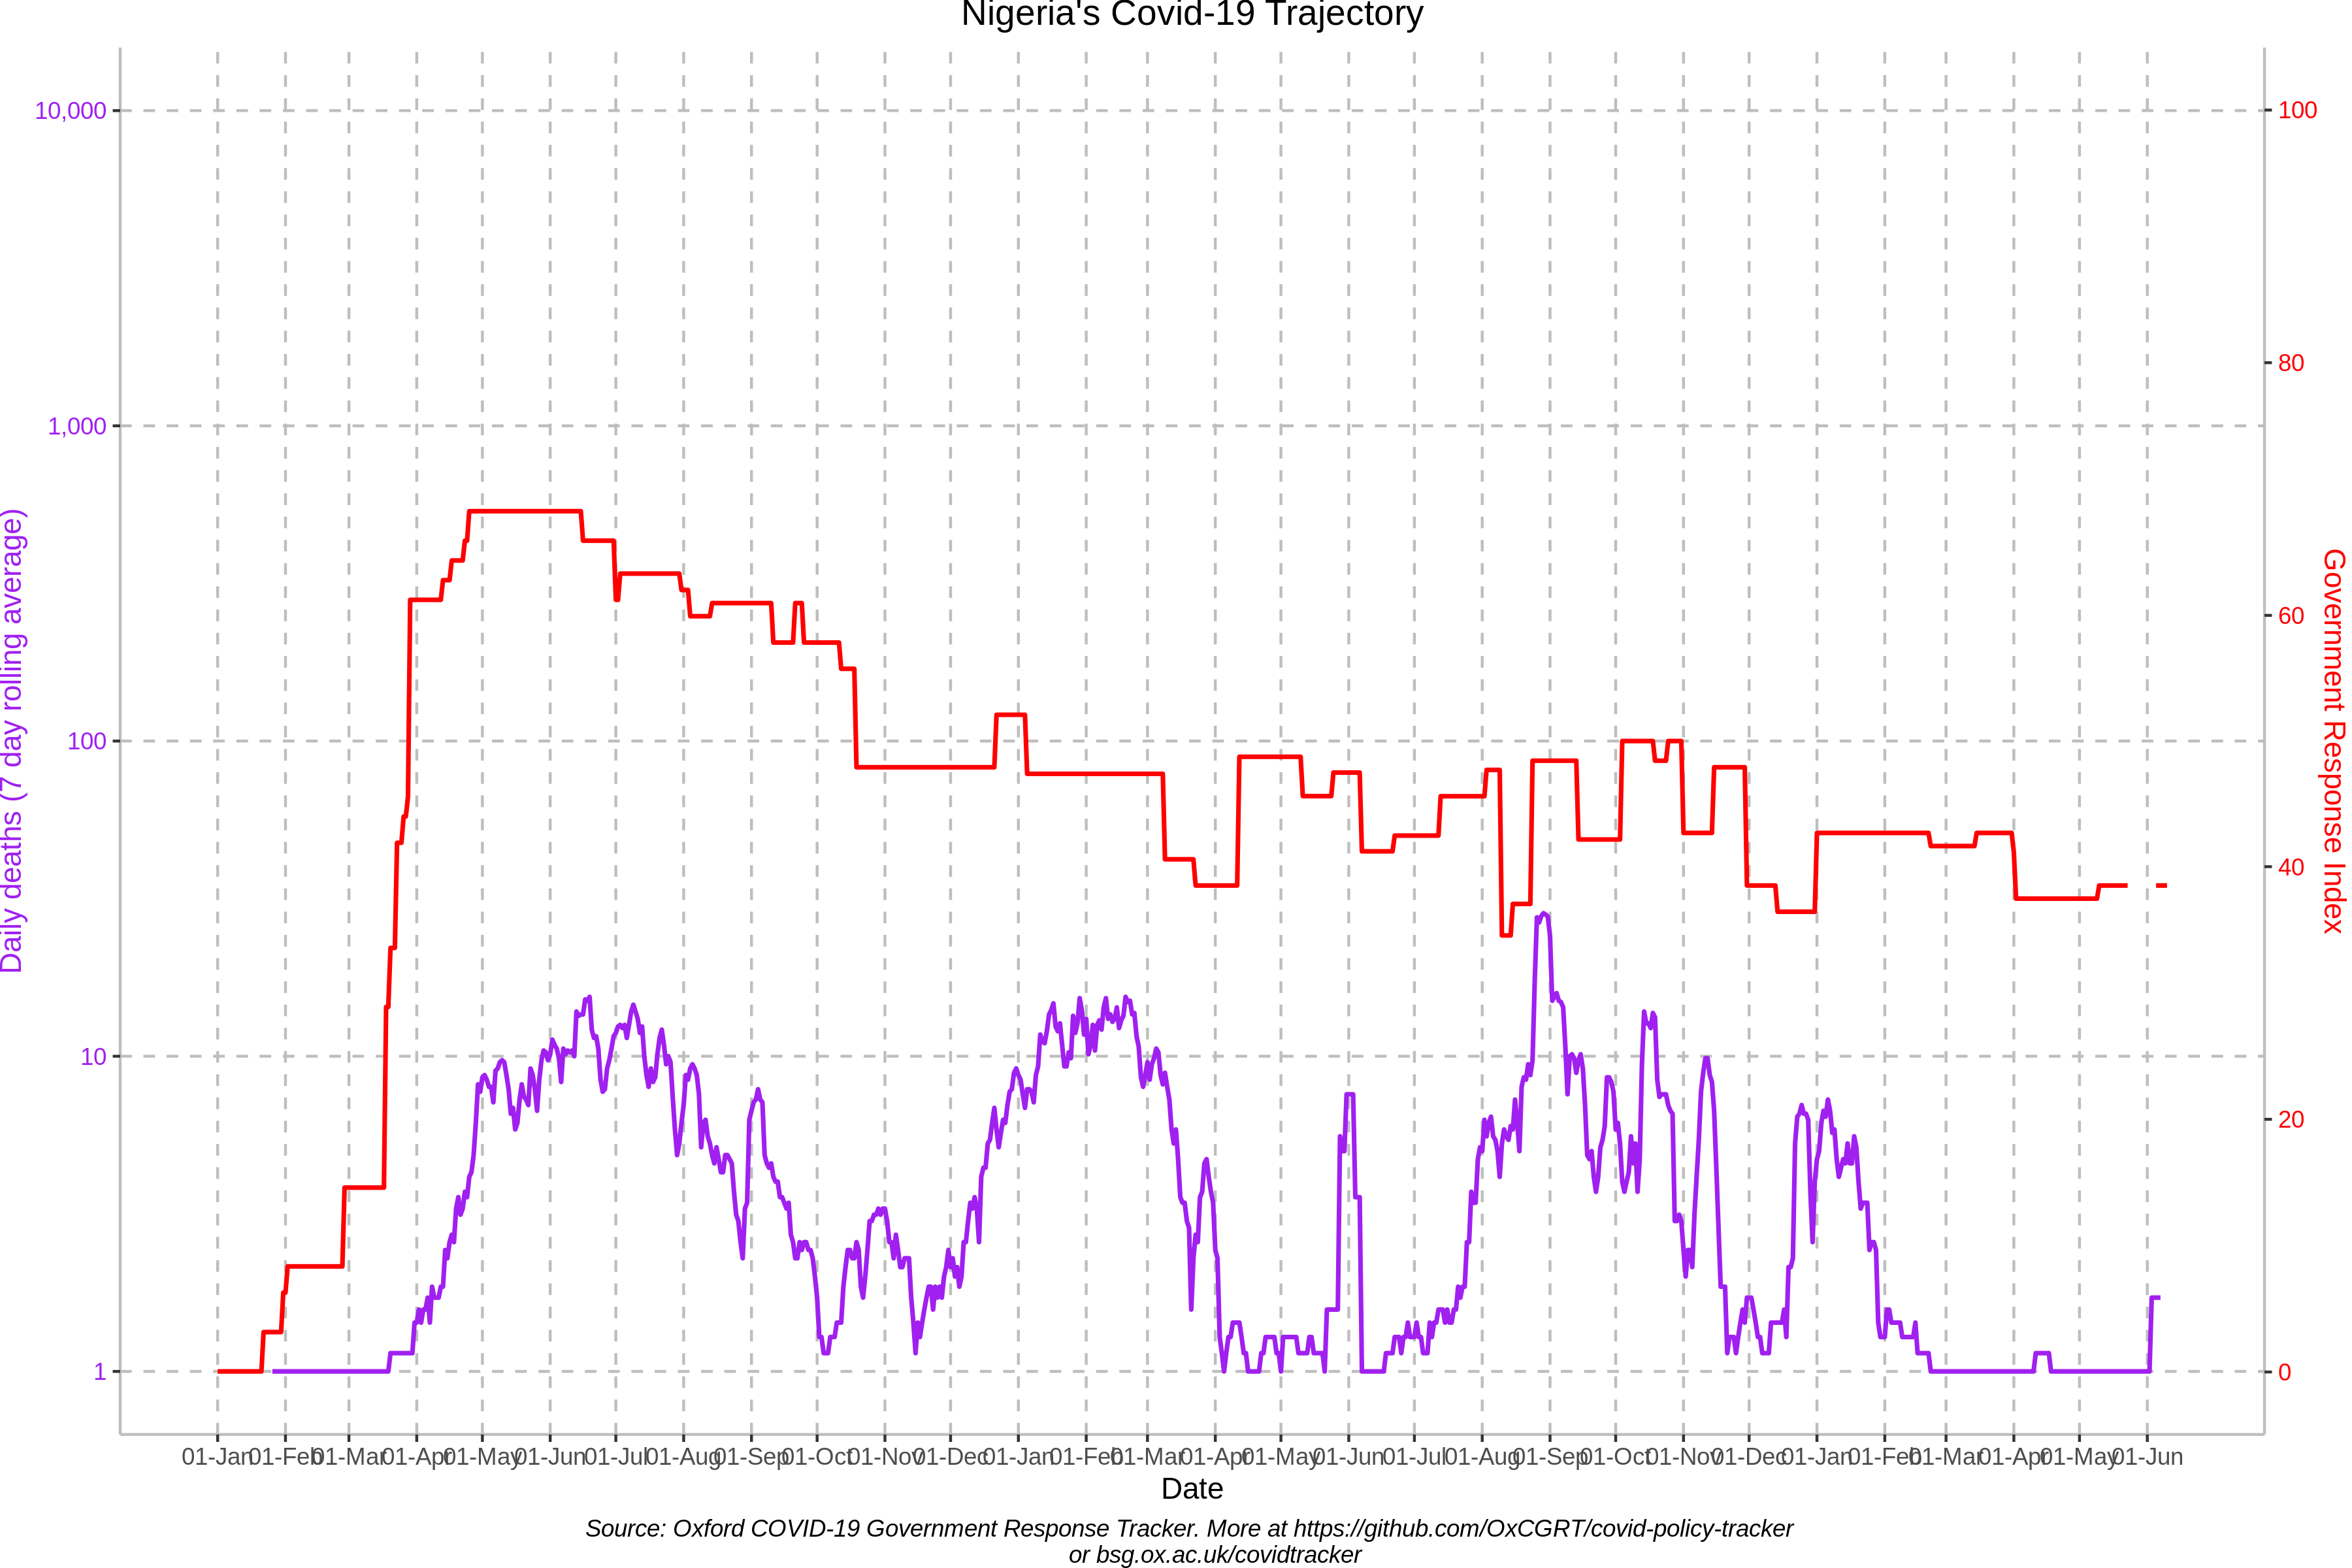 Nigeria's Covid-19 Trajectory
10,000
1,000
100
10
1
Daily deaths (7 day rolling average)
100
80
60
40
20
0
Government Response Index
01-Jan 01-Feb 01-Mar 01-Apr 01-May 01-Jun 01-Jul 01-Aug 01-Sep 01-Oct 01-Nov 01-Dec 01-Jan 01-Feb 01-Mar 01-Apr 01-May 01-Jun 01-Jul 01-Aug 01-Sep 01-Oct 01-Nov 01-Dec 01-Jan 01-Feb 01-Mar 01-Apr 01-May 01-Jun
Date
Source: Oxford COVID-19 Government Response Tracker. More at https://github.com/OxCGRT/covid-policy-tracker
or bsg.ox.ac.uk/covidtracker